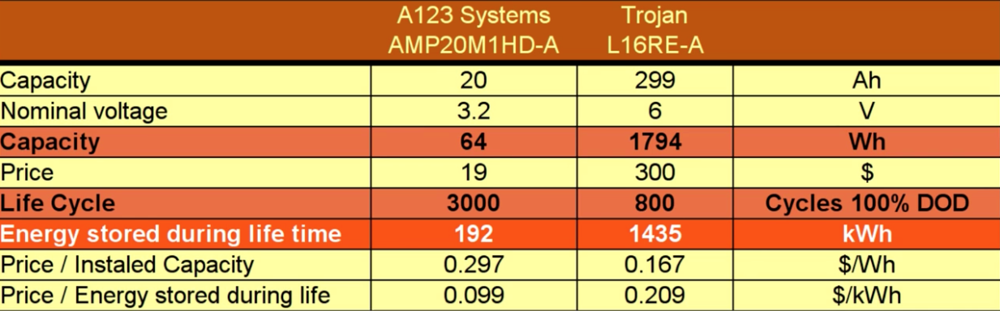 A123 Systems Trojan
AMP20M1HD-A L16RE-A
Capacity 20 299 Ah
Nominal voltage 3.2 6 V
Capacity 64 1794 Wh
Price 19 300 $
Life Cycle 3000 800 Cycles 100% DOD
Energy stored during life time 192 1435 kWh
Price / Instaled Capacity 0.297 0.167 $/Wh
Price / Energy stored during life 0.099 0.209 $/kWh